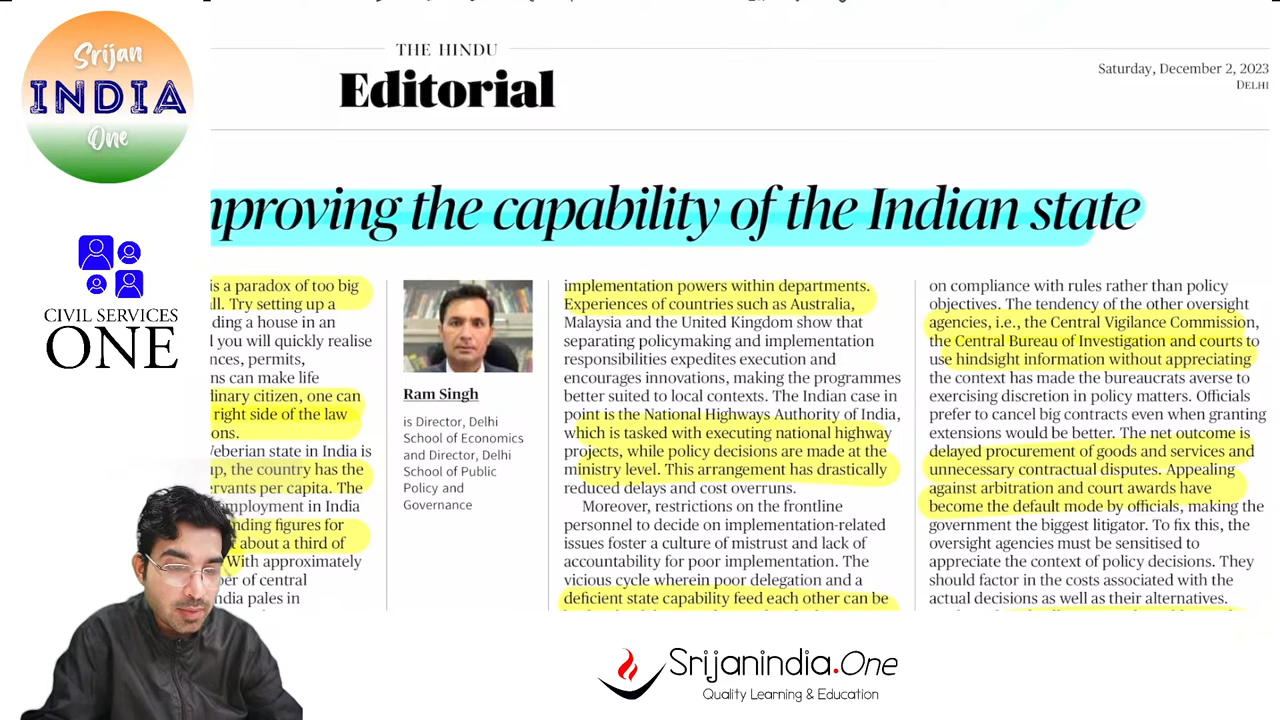 Srijan
INDIA
One
CIVIL SERVICES
ONE
THE HINDU
Editorial
Saturday, December 2, 2023
DELHI
mproving the capability of the Indian state
is a paradox of too big
ll. Try setting up a
ding a house in an
l you will quickly realise
nces, permits,
ns can make life
linary citizen, one can
right side of the law
ons.
Weberian state in India is
up, the country has the
ervants per capita. The
mployment in India
nding figures for
t about a third of
With approximately
ber of central
ndia pales in
Ram Singh
is Director, Delhi
School of Economics
and Director, Delhi
School of Public
Policy and
Governance
implementation powers within departments.
Experiences of countries such as Australia,
Malaysia and the United Kingdom show that
separating policymaking and implementation
responsibilities expedites execution and
encourages innovations, making the programmes
better suited to local contexts. The Indian case in
point is the National Highways Authority of India,
which is tasked with executing national highway
projects, while policy decisions are made at the
ministry level. This arrangement has drastically
reduced delays and cost overruns.
Moreover, restrictions on the frontline
personnel to decide on implementation-related
issues foster a culture of mistrust and lack of
accountability for poor implementation. The
vicious cycle wherein poor delegation and a
deficient state capability feed each other can be
on compliance with rules rather than policy
objectives. The tendency of the other oversight
agencies, i.e., the Central Vigilance Commission,
the Central Bureau of Investigation and courts to
use hindsight information without appreciating
the context has made the bureaucrats averse to
exercising discretion in policy matters. Officials
prefer to cancel big contracts even when granting
extensions would be better. The net outcome is
delayed procurement of goods and services and
unnecessary contractual disputes. Appealing
against arbitration and court awards have
become the default mode by officials, making the
government the biggest litigator. To fix this, the
oversight agencies must be sensitised to
appreciate the context of policy decisions. They
should factor in the costs associated with the
actual decisions as well as their alternatives.
Srijanindia.One
Quality Learning & Education